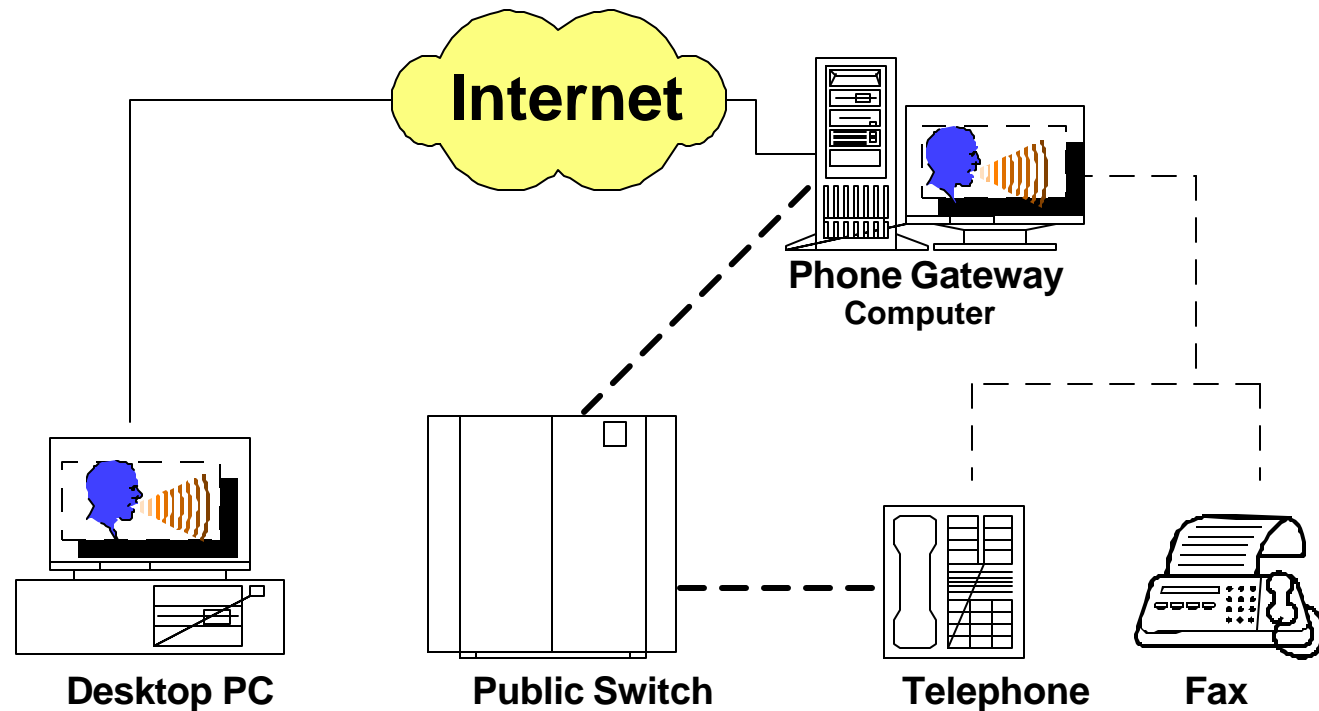 Internet
Phone Gateway
Computer
Desktop PC
Public Switch
Telephone
Fax